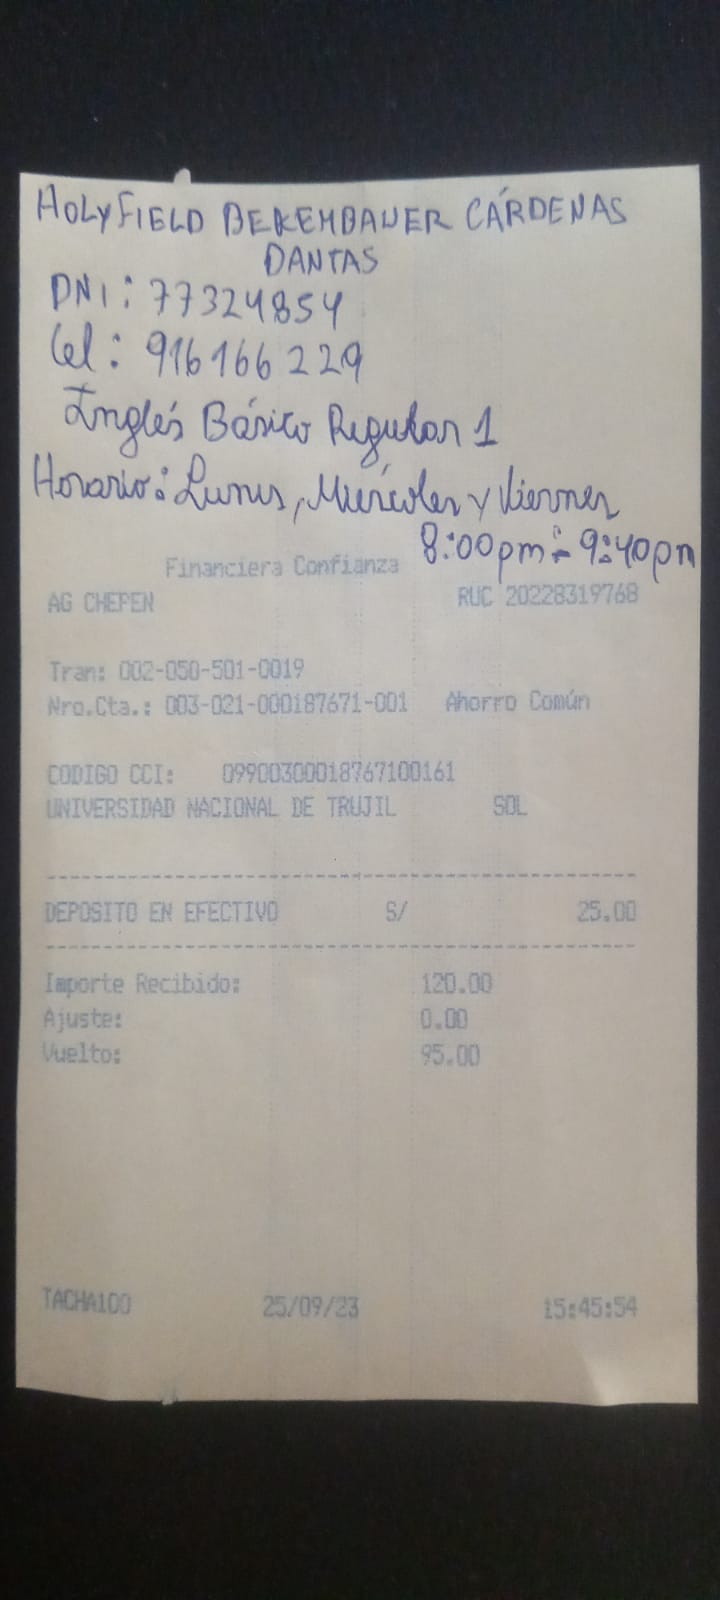 HOLYFIELD BEKEMBAUER CÁRDENAS
DANTAS
DNI: 77324854
Cel: 916166229
Inglés Básico Regular 1
Horario: Lunes, Miércoles y Viernes
8:00pm - 9:40pm
Financiera Confianza
AG CHEPEN RUC 20228319768
Tran: 002-050-501-0019
Nro.Cta.: 003-021-000187671-001 Ahorro Común
CODIGO CCI: 09900300018767100161
UNIVERSIDAD NACIONAL DE TRUJIL SOL
DEPOSITO EN EFECTIVO S/ 25.00
Importe Recibido: 120.00
Ajuste: 0.00
Vuelto: 95.00
TACHA100 25/09/23 15:45:54